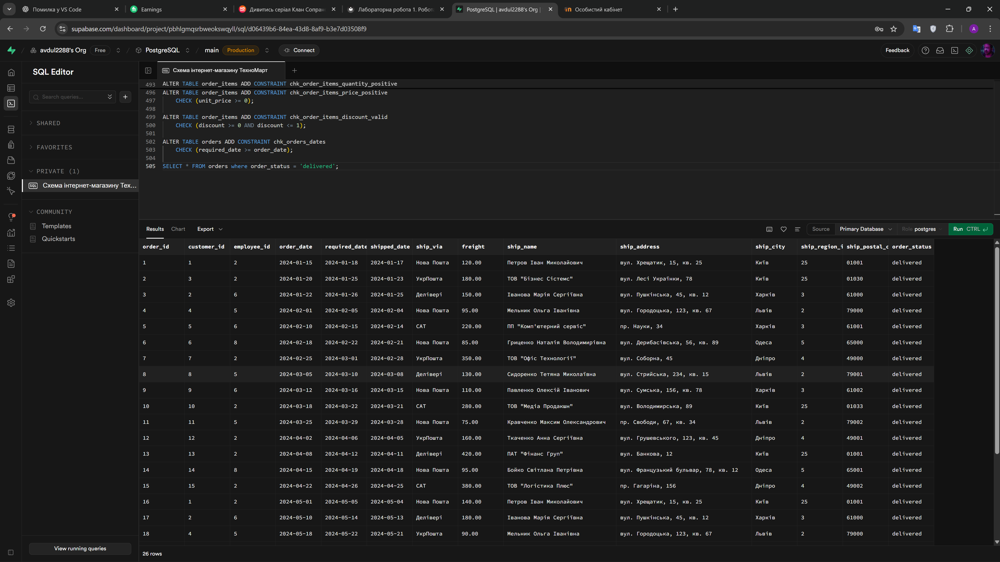 Помилка у VS Code
Earnings
Дивитись серіал Клан Сопран
Лабораторна робота 1. Робот
PostgreSQL | avdul2288's Org |
Особистий кабінет
supabase.com/dashboard/project/pbhlgmqsrbweokswqyll/sql/d06439b6-84ea-43d8-8af9-b3e7d03508f9
A
avdul2288's Org Free / PostgreSQL / main Production Connect
Feedback
SQL Editor
Search queries...
SHARED
FAVORITES
PRIVATE (1)
SQL Схема інтернет-магазину Тех...
COMMUNITY
Templates
Quickstarts
View running queries
SQL Схема інтернет-магазину ТехноМарт
493 ALTER TABLE order_items ADD CONSTRAINT chk_order_items_quantity_positive
496 ALTER TABLE order_items ADD CONSTRAINT chk_order_items_price_positive
497 CHECK (unit_price >= 0);
498
499 ALTER TABLE order_items ADD CONSTRAINT chk_order_items_discount_valid
500 CHECK (discount >= 0 AND discount <= 1);
501
502 ALTER TABLE orders ADD CONSTRAINT chk_orders_dates
503 CHECK (required_date >= order_date);
504
505 SELECT * FROM orders where order_status = 'delivered';
Results Chart Export
Source Primary Database Role postgres Run CTRL
order_id customer_id employee_id order_date required_date shipped_date ship_via freight ship_name ship_address ship_city ship_region_i ship_postal_c order_status
1 1 2 2024-01-15 2024-01-18 2024-01-17 Нова Пошта 120.00 Петров Іван Миколайович вул. Хрещатик, 15, кв. 25 Київ 25 01001 delivered
2 3 2 2024-01-20 2024-01-25 2024-01-23 УкрПошта 180.00 ТОВ "Бізнес Сістемс" вул. Лесі Українки, 78 Київ 25 01030 delivered
3 2 6 2024-01-22 2024-01-26 2024-01-25 Делівері 150.00 Іванова Марія Сергіївна вул. Пушкінська, 45, кв. 12 Харків 3 61000 delivered
4 4 5 2024-02-01 2024-02-05 2024-02-04 Нова Пошта 95.00 Мельник Ольга Іванівна вул. Городоцька, 123, кв. 67 Львів 2 79000 delivered
5 5 6 2024-02-10 2024-02-15 2024-02-14 САТ 220.00 ПП "Комп'ютерний сервіс" пр. Науки, 34 Харків 3 61001 delivered
6 6 8 2024-02-18 2024-02-22 2024-02-21 Нова Пошта 85.00 Гриценко Наталія Володимирівна вул. Дерибасівська, 56, кв. 89 Одеса 5 65000 delivered
7 7 2 2024-02-25 2024-03-01 2024-02-28 УкрПошта 350.00 ТОВ "Офіс Технології" вул. Соборна, 45 Дніпро 4 49000 delivered
8 8 5 2024-03-05 2024-03-10 2024-03-08 Делівері 130.00 Сидоренко Тетяна Миколаївна вул. Стрийська, 234, кв. 15 Львів 2 79001 delivered
9 9 6 2024-03-12 2024-03-16 2024-03-15 Нова Пошта 110.00 Павленко Олексій Іванович вул. Сумська, 156, кв. 78 Харків 3 61002 delivered
10 10 2 2024-03-18 2024-03-22 2024-03-21 САТ 280.00 ТОВ "Медіа Продакшн" вул. Володимирська, 89 Київ 25 01033 delivered
11 11 5 2024-03-25 2024-03-29 2024-03-28 Нова Пошта 75.00 Кравченко Максим Олександрович пр. Свободи, 67, кв. 34 Львів 2 79002 delivered
12 12 2 2024-04-02 2024-04-06 2024-04-05 УкрПошта 160.00 Ткаченко Анна Сергіївна вул. Грушевського, 123, кв. 45 Дніпро 4 49001 delivered
13 13 2 2024-04-08 2024-04-12 2024-04-11 Делівері 420.00 ПАТ "Фінанс Груп" вул. Банкова, 12 Київ 25 01001 delivered
14 14 8 2024-04-15 2024-04-19 2024-04-18 Нова Пошта 95.00 Бойко Світлана Петрівна вул. Французький бульвар, 78, кв. 12 Одеса 5 65001 delivered
15 15 2 2024-04-22 2024-04-26 2024-04-25 САТ 380.00 ТОВ "Логістика Плюс" пр. Гагаріна, 156 Дніпро 4 49002 delivered
16 1 2 2024-05-01 2024-05-05 2024-05-04 Нова Пошта 140.00 Петров Іван Миколайович вул. Хрещатик, 15, кв. 25 Київ 25 01001 delivered
17 2 6 2024-05-10 2024-05-14 2024-05-13 Делівері 180.00 Іванова Марія Сергіївна вул. Пушкінська, 45, кв. 12 Харків 3 61000 delivered
18 4 5 2024-05-18 2024-05-22 2024-05-21 УкрПошта 90.00 Мельник Ольга Іванівна вул. Городоцька, 123, кв. 67 Львів 2 79000 delivered
26 rows